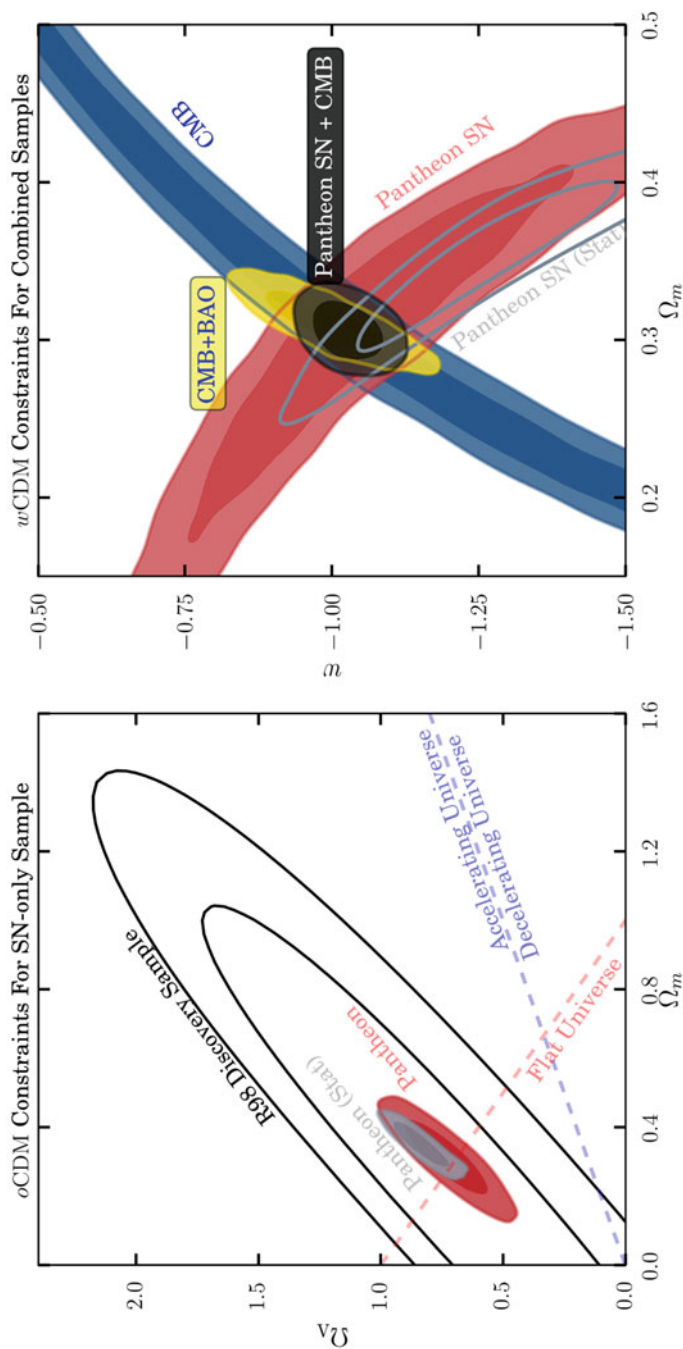 oCDM Constraints For SN-only Sample
ΩΛ
2.0
1.5
1.0
0.5
0.0
R98 Discovery Sample
Pantheon (Stat)
Pantheon
Accelerating Universe
Decelerating Universe
Flat Universe
0.0
0.4
0.8
1.2
1.6
Ωm
wCDM Constraints For Combined Samples
w
−0.50
−0.75
−1.00
−1.25
−1.50
CMB
CMB+BAO
Pantheon SN + CMB
Pantheon SN
Pantheon SN (Stat)
0.2
0.3
0.4
0.5
Ωm